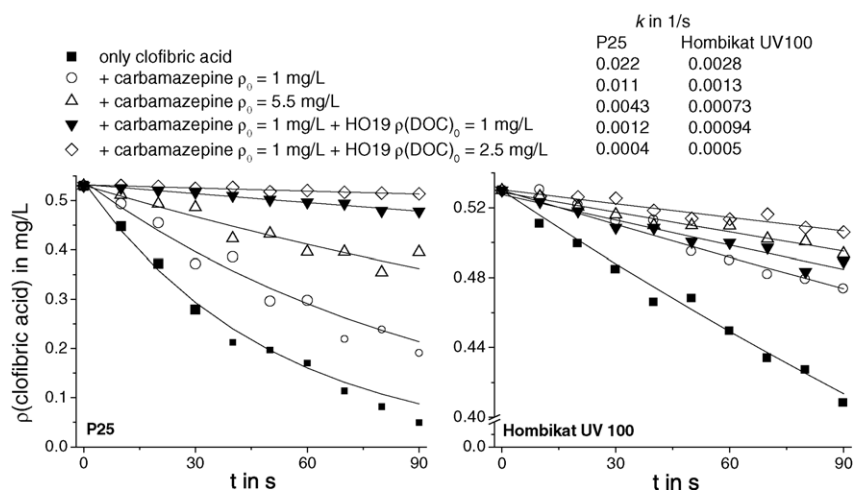 k in 1/s
P25 Hombikat UV100
only clofibric acid 0.022 0.0028
+ carbamazepine ρ₀ = 1 mg/L 0.011 0.0013
+ carbamazepine ρ₀ = 5.5 mg/L 0.0043 0.00073
+ carbamazepine ρ₀ = 1 mg/L + HO19 ρ(DOC)₀ = 1 mg/L 0.0012 0.00094
+ carbamazepine ρ₀ = 1 mg/L + HO19 ρ(DOC)₀ = 2.5 mg/L 0.0004 0.0005
ρ(clofibric acid) in mg/L
0.5
0.4
0.3
0.2
0.1
0.0
P25
0 30 60 90
t in s
0.52
0.48
0.44
0.40
0.0
Hombikat UV 100
0 30 60 90
t in s